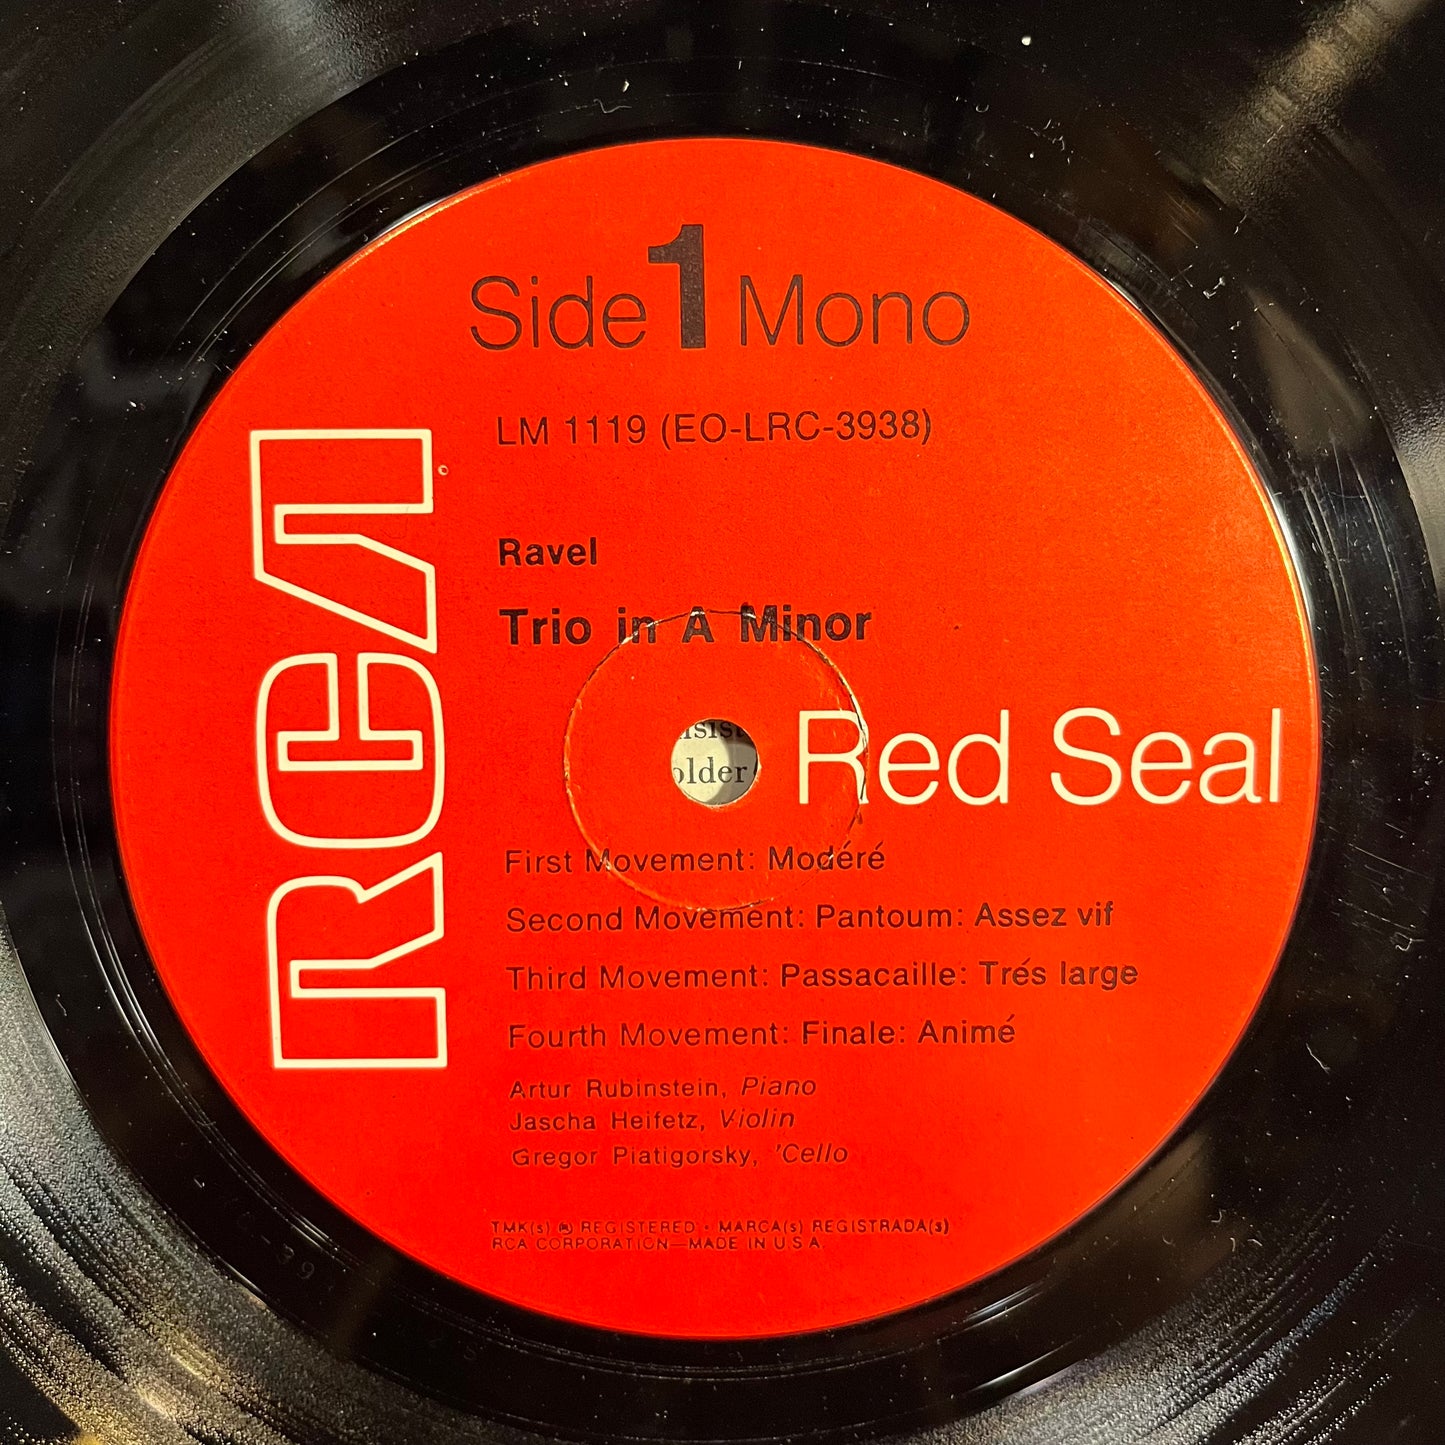 Side 1 Mono
LM 1119 (EO-LRC-3938)
Ravel
Trio in A Minor
RCA
older
Red Seal
First Movement: Modéré
Second Movement: Pantoum: Assez vif
Third Movement: Passacaille: Trés large
Fourth Movement: Finale: Animé
Artur Rubinstein, Piano
Jascha Heifetz, Violin
Gregor Piatigorsky, 'Cello
TMK(s) ® REGISTERED • MARCA(s) REGISTRADA(s)
RCA CORPORATION—MADE IN U.S.A.